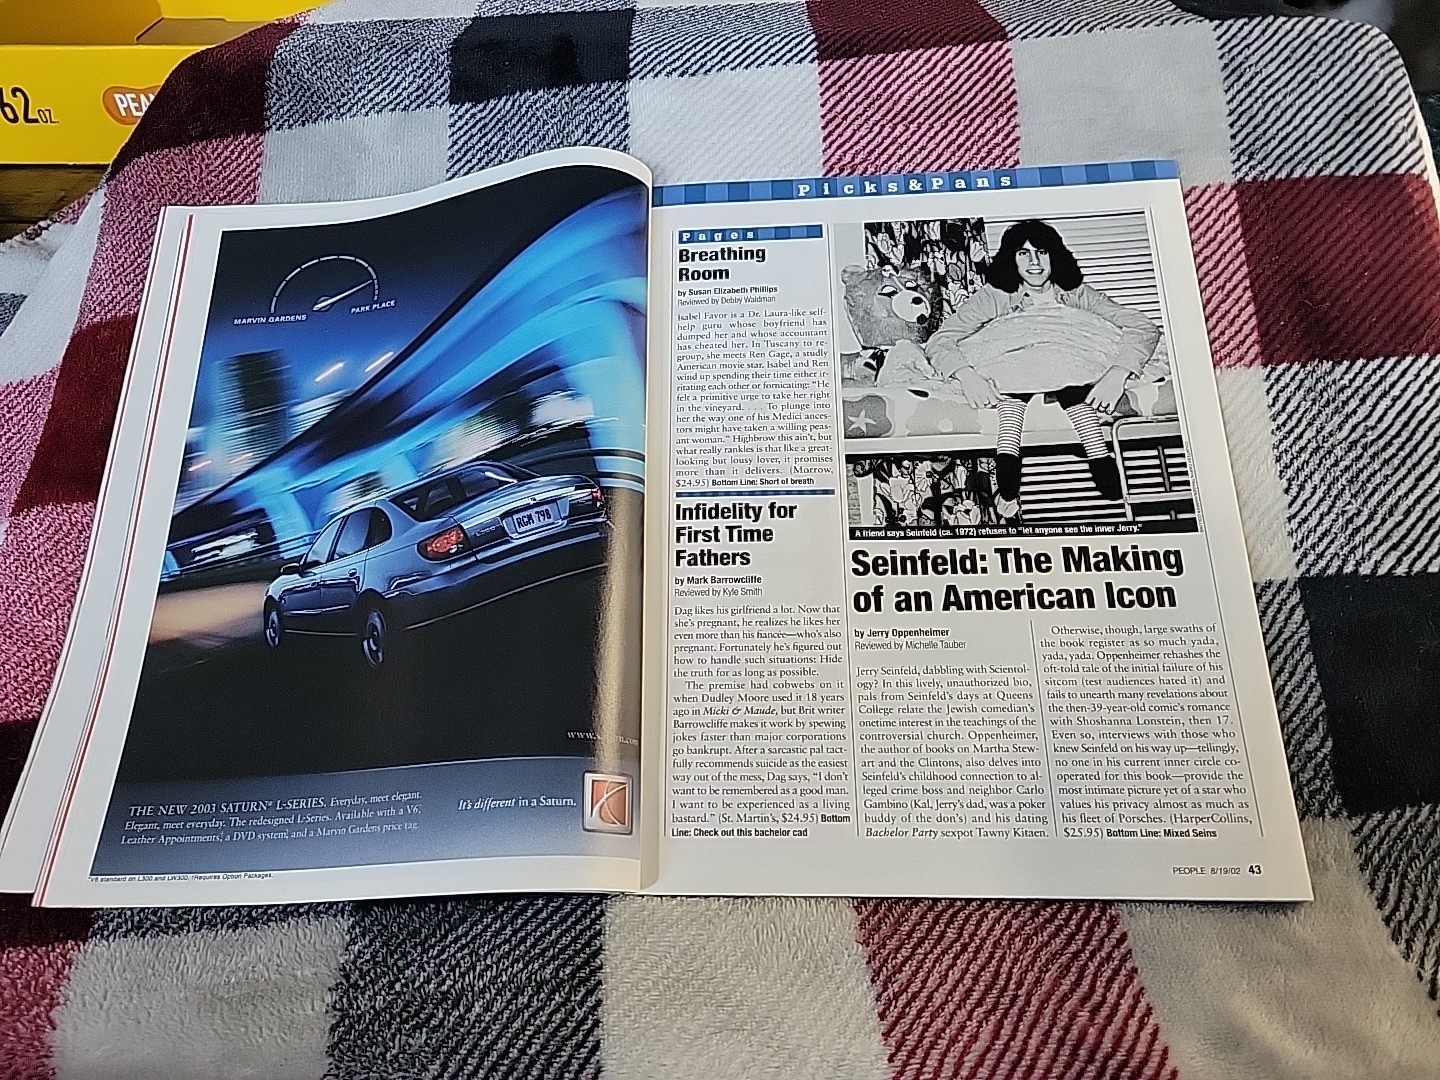 62 OZ.
PEA
MARVIN GARDENS
PARK PLACE
RGM 798
THE NEW 2003 SATURN® L-SERIES. Everyday, meet elegant.
Elegant, meet everyday. The redesigned L-Series. Available with a V6,
Leather Appointments, a DVD system, and a Marvin Gardens price tag.
It's different in a Saturn.
*V6 standard on L300 and LW300. †Requires Option Packages.
Picks&Pans
Pages
Breathing
Room
by Susan Elizabeth Phillips
Reviewed by Debby Waldman
Isabel Favor is a Dr. Laura-like self-
help guru whose boyfriend has
dumped her and whose accountant
has cheated her. In Tuscany to re-
group, she meets Ren Gage, a studly
American movie star. Isabel and Ren
wind up spending their time either ir-
ritating each other or fornicating: "He
felt a primitive urge to take her right
in the vineyard. . . . To plunge into
her the way one of his Medici ances-
tors might have taken a willing peas-
ant woman." Highbrow this ain't, but
what really rankles is that like a great-
looking but lousy lover, it promises
more than it delivers. (Morrow,
$24.95) Bottom Line: Short of breath
Infidelity for
First Time
Fathers
by Mark Barrowcliffe
Reviewed by Kyle Smith
Dag likes his girlfriend a lot. Now that
she's pregnant, he realizes he likes her
even more than his fiancée—who's also
pregnant. Fortunately he's figured out
how to handle such situations: Hide
the truth for as long as possible.
The premise had cobwebs on it
when Dudley Moore used it 18 years
ago in Micki & Maude, but Brit writer
Barrowcliffe makes it work by spewing
jokes faster than major corporations
go bankrupt. After a sarcastic pal tact-
fully recommends suicide as the easiest
way out of the mess, Dag says, "I don't
want to be remembered as a good man.
I want to be experienced as a living
bastard." (St. Martin's, $24.95) Bottom
Line: Check out this bachelor cad
A friend says Seinfeld (ca. 1972) refuses to "let anyone see the inner Jerry."
Seinfeld: The Making
of an American Icon
by Jerry Oppenheimer
Reviewed by Michelle Tauber
Jerry Seinfeld, dabbling with Scientol-
ogy? In this lively, unauthorized bio,
pals from Seinfeld's days at Queens
College relate the Jewish comedian's
onetime interest in the teachings of the
controversial church. Oppenheimer,
the author of books on Martha Stew-
art and the Clintons, also delves into
Seinfeld's childhood connection to al-
leged crime boss and neighbor Carlo
Gambino (Kal, Jerry's dad, was a poker
buddy of the don's) and his dating
Bachelor Party sexpot Tawny Kitaen.
Otherwise, though, large swaths of
the book register as so much yada,
yada, yada. Oppenheimer rehashes the
oft-told tale of the initial failure of his
sitcom (test audiences hated it) and
fails to unearth many revelations about
the then-39-year-old comic's romance
with Shoshanna Lonstein, then 17.
Even so, interviews with those who
knew Seinfeld on his way up—tellingly,
no one in his current inner circle co-
operated for this book—provide the
most intimate picture yet of a star who
values his privacy almost as much as
his fleet of Porsches. (HarperCollins,
$25.95) Bottom Line: Mixed Seins
PEOPLE 8/19/02 43